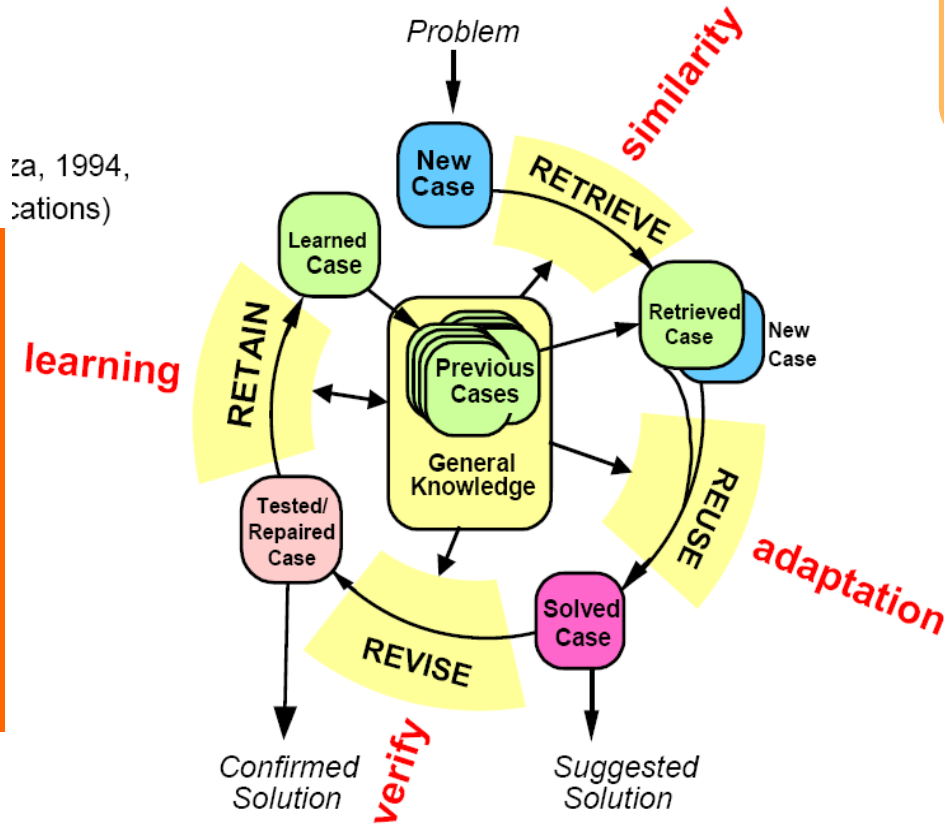 Problem
similarity
za, 1994,
cations)
New
Case
RETRIEVE
Learned
Case
Retrieved
Case
New
Case
RETAIN
learning
Previous
Cases
General
Knowledge
REUSE
adaptation
Tested/
Repaired
Case
Solved
Case
REVISE
verify
Confirmed
Solution
Suggested
Solution